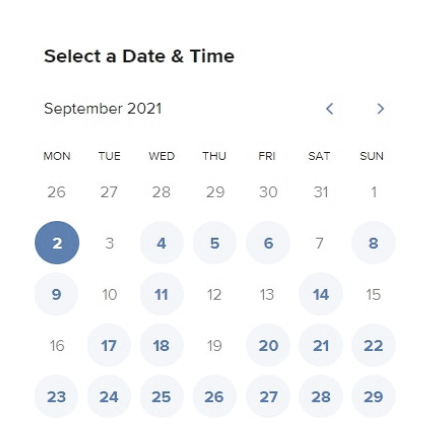 Select a Date & Time
September 2021
MON TUE WED THU FRI SAT SUN
26 27 28 29 30 31 1
2 3 4 5 6 7 8
9 10 11 12 13 14 15
16 17 18 19 20 21 22
23 24 25 26 27 28 29